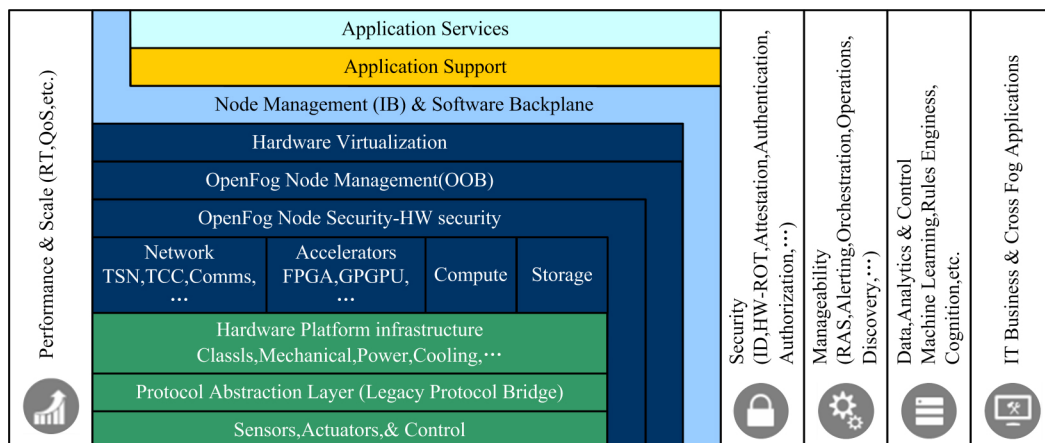 Performance & Scale (RT,QoS,etc.)
Application Services
Application Support
Node Management (IB) & Software Backplane
Hardware Virtualization
OpenFog Node Management(OOB)
OpenFog Node Security-HW security
Network
TSN,TCC,Comms,
⋯
Accelerators
FPGA,GPGPU,
⋯
Compute
Storage
Hardware Platform infrastructure
Classls,Mechanical,Power,Cooling,⋯
Protocol Abstraction Layer (Legacy Protocol Bridge)
Sensors,Actuators,& Control
Security
(ID,HW-ROT,Attestation,Authentication,
Authorization,⋯)
Manageability
(RAS,Alerting,Orchestration,Operations,
Discovery,⋯)
Data,Analytics & Control
Machine Learning,Rules Enginess,
Cognition,etc.
IT Business & Cross Fog Applications